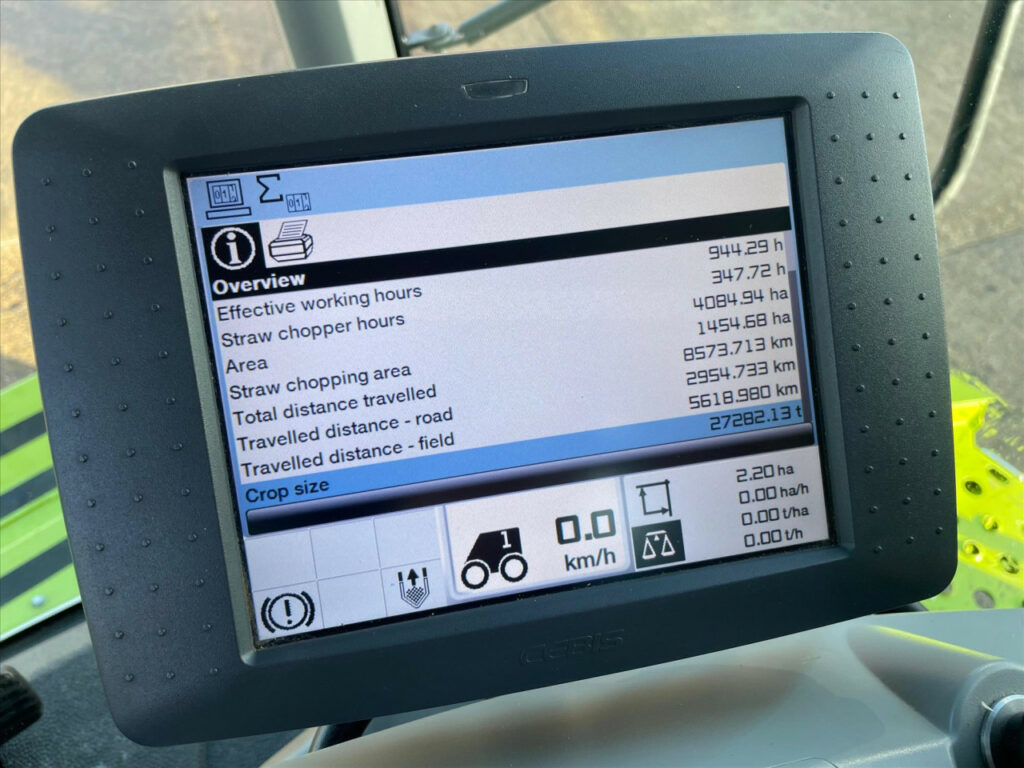 Overview
Effective working hours 944.29 h
Straw chopper hours 347.72 h
Area 4084.94 ha
Straw chopping area 1454.68 ha
Total distance travelled 8573.713 km
Travelled distance - road 2954.733 km
Travelled distance - field 5618.980 km
Crop size 27282.13 t
1
0.0
km/h
2.20 ha
0.00 ha/h
0.00 t/ha
0.00 t/h
CEBIS